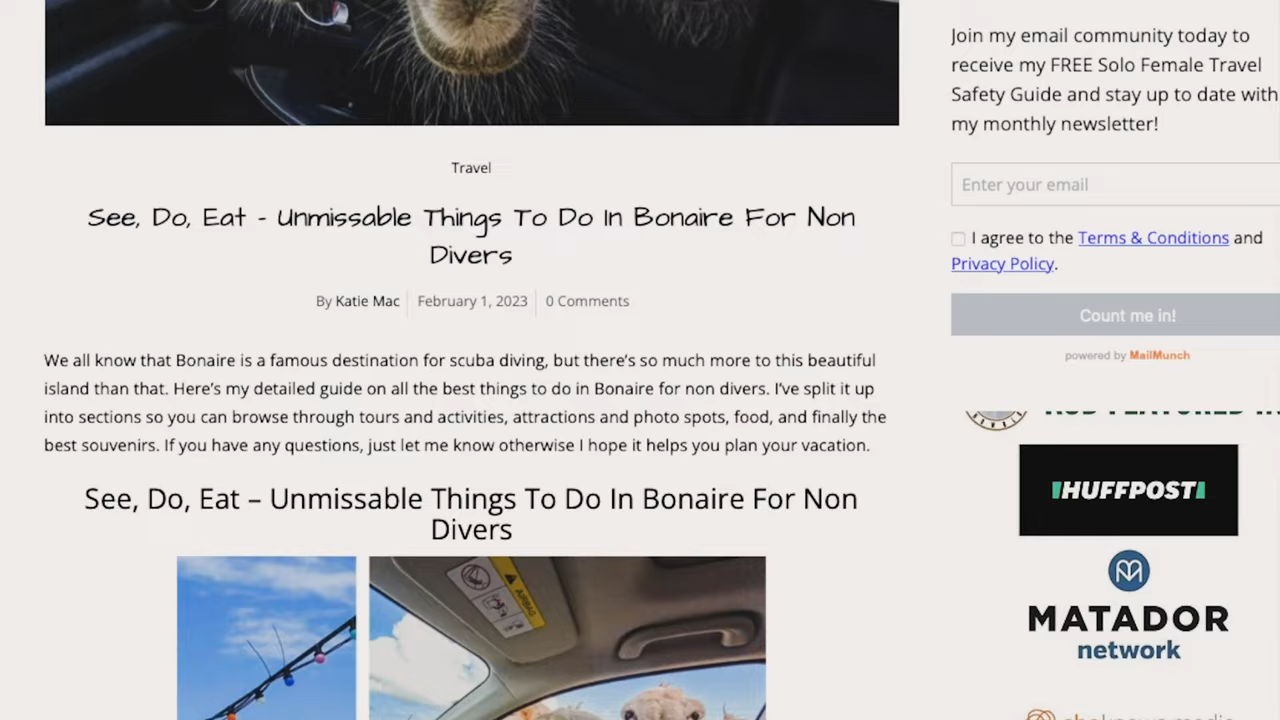 Travel
See, Do, Eat - Unmissable Things To Do In Bonaire For Non
Divers
By Katie Mac
February 1, 2023
0 Comments
We all know that Bonaire is a famous destination for scuba diving, but there's so much more to this beautiful
island than that. Here's my detailed guide on all the best things to do in Bonaire for non divers. I've split it up
into sections so you can browse through tours and activities, attractions and photo spots, food, and finally the
best souvenirs. If you have any questions, just let me know otherwise I hope it helps you plan your vacation.
See, Do, Eat – Unmissable Things To Do In Bonaire For Non
Divers
WARNING
Join my email community today to
receive my FREE Solo Female Travel
Safety Guide and stay up to date with
my monthly newsletter!
Enter your email
I agree to the Terms & Conditions and
Privacy Policy.
Count me in!
powered by MailMunch
HUFFPOST
MATADOR
network